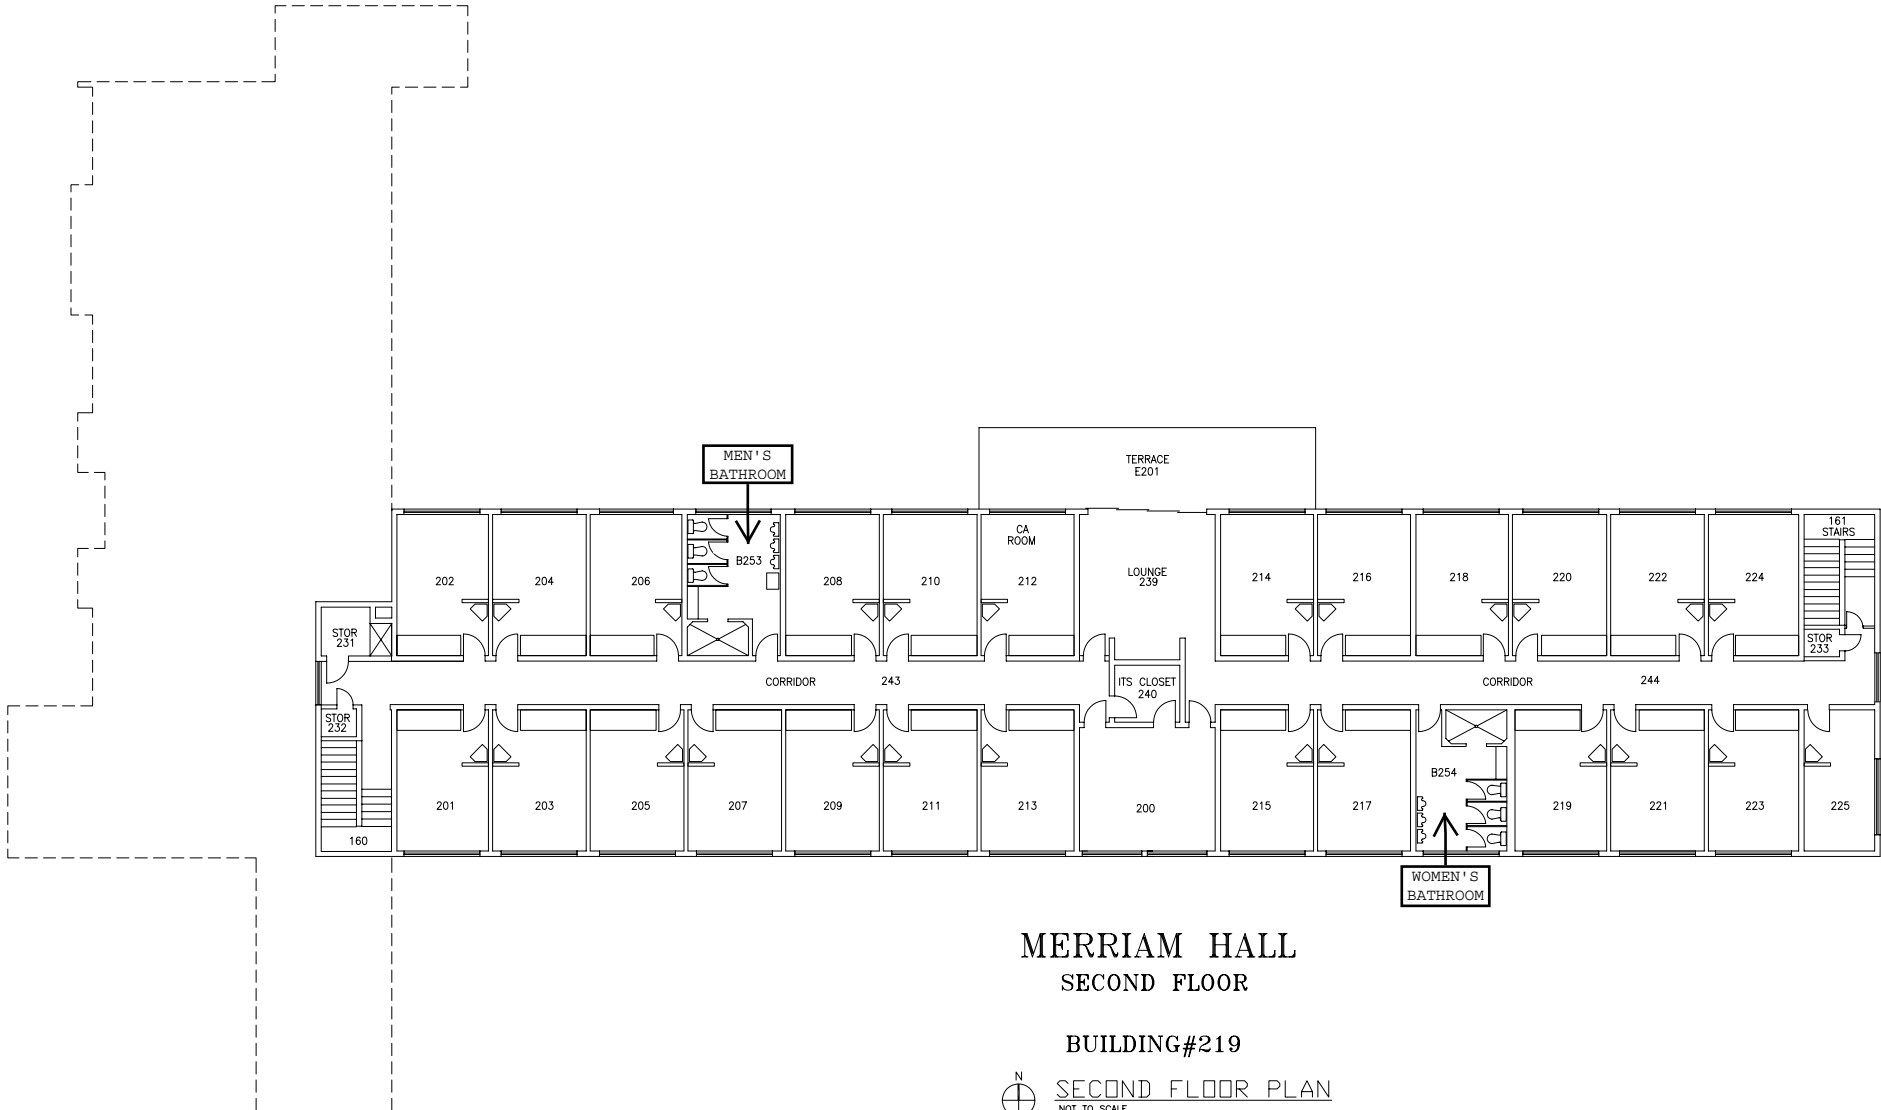 MEN'S
BATHROOM
TERRACE
E201
CA
ROOM
161
STAIRS
B253
LOUNGE
239
202
204
206
208
210
212
214
216
218
220
222
224
STOR
231
STOR
233
CORRIDOR
243
ITS CLOSET
240
CORRIDOR
244
STOR
232
B254
201
203
205
207
209
211
213
200
215
217
219
221
223
225
160
WOMEN'S
BATHROOM
MERRIAM HALL
SECOND FLOOR
BUILDING#219
N
SECOND FLOOR PLAN
NOT TO SCALE